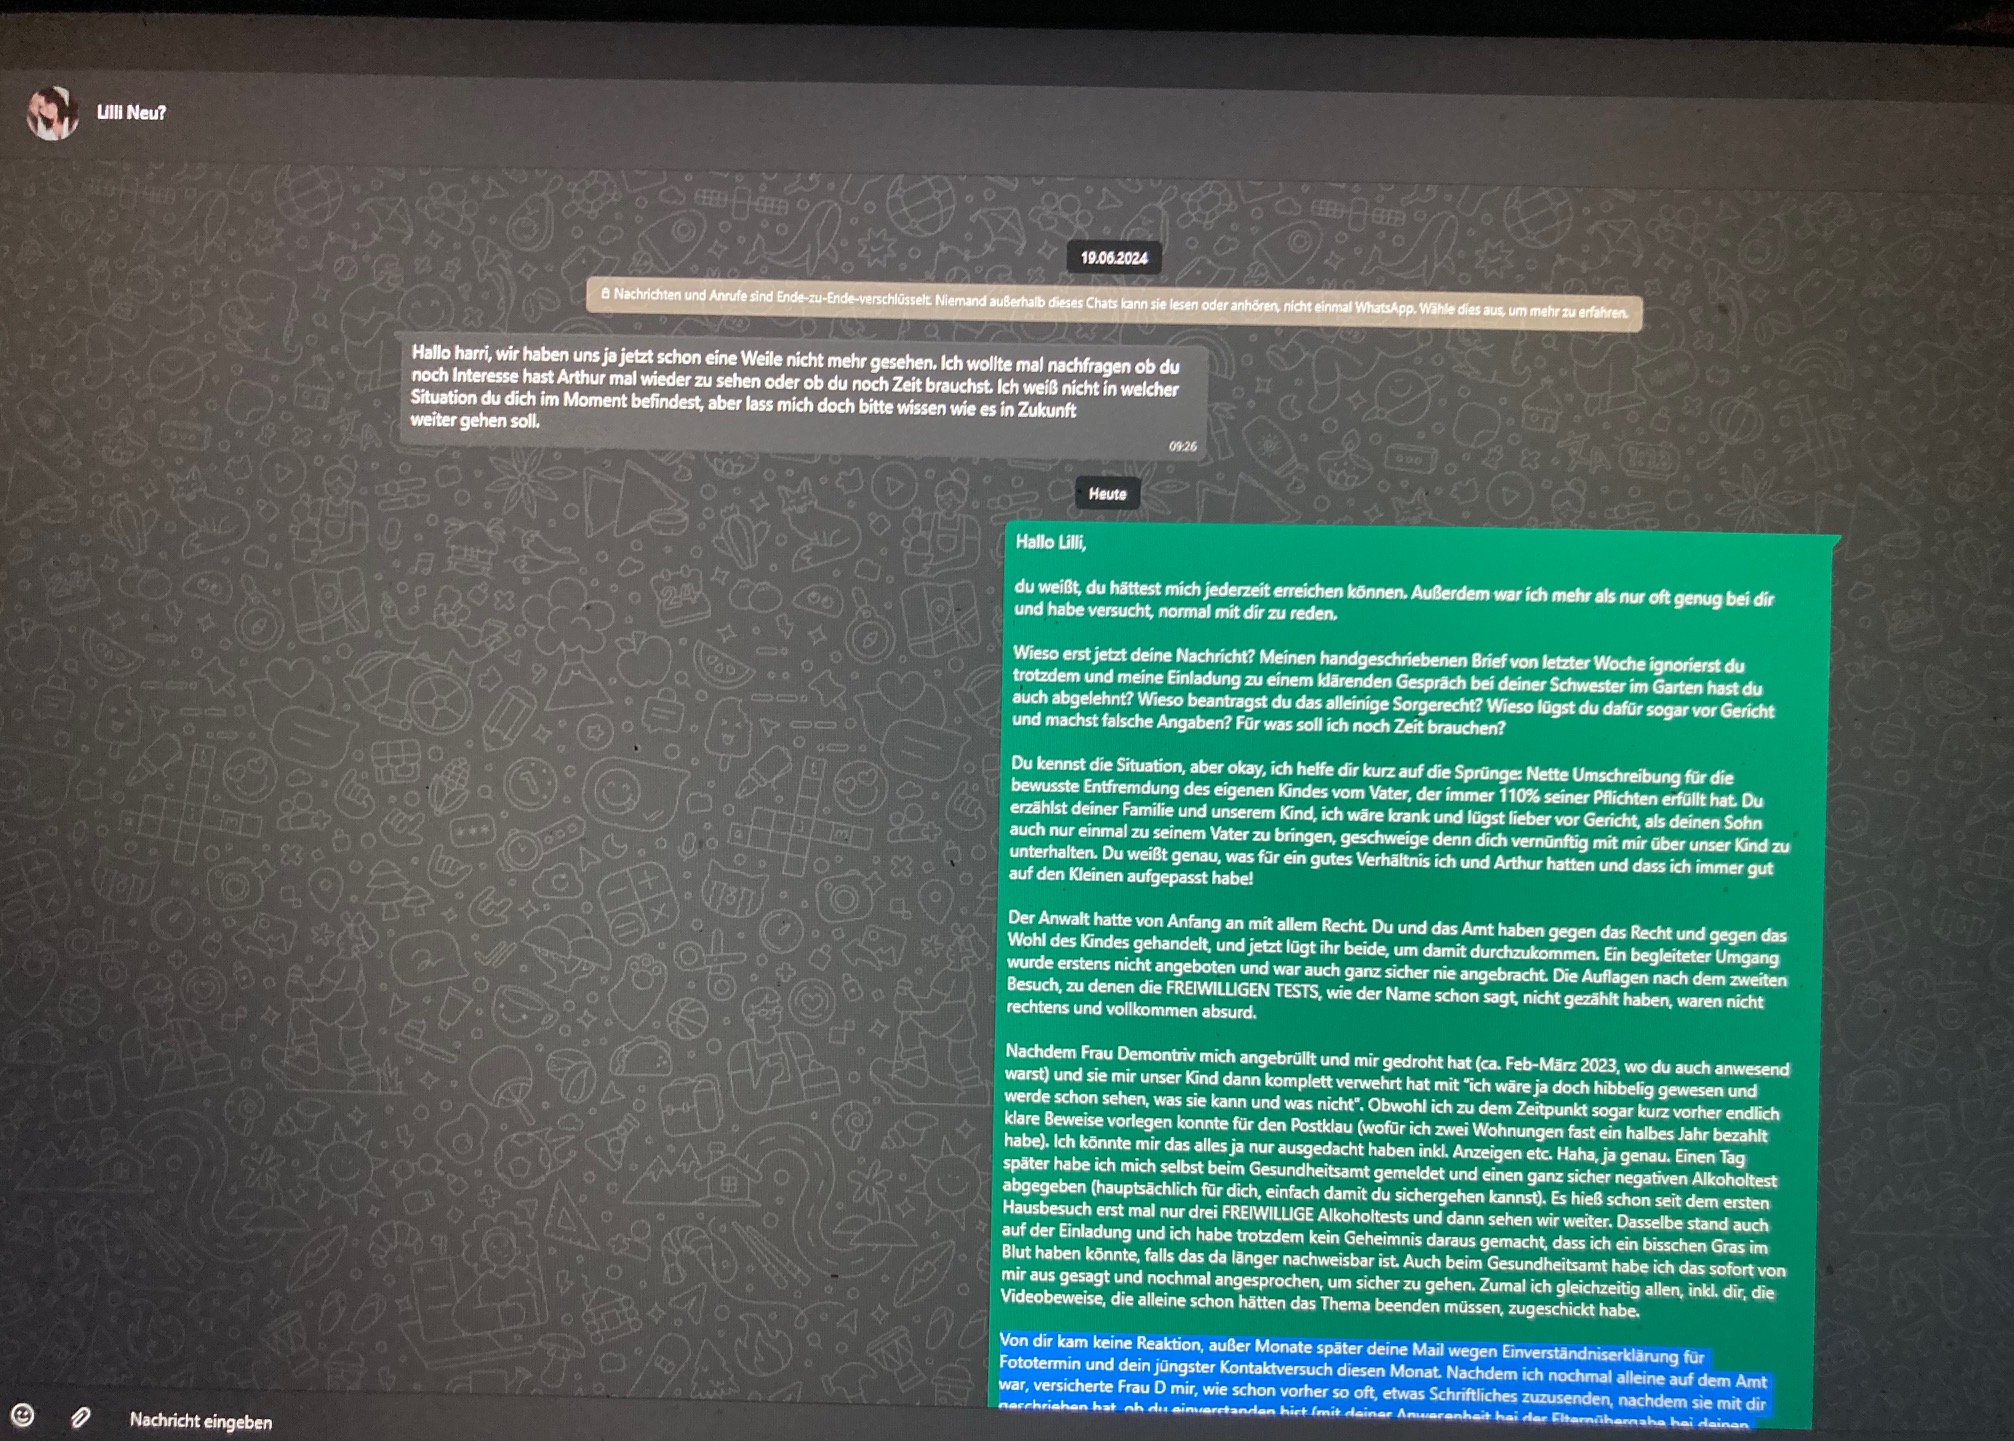 Lilli Neu?
19.06.2024
Nachrichten und Anrufe sind Ende-zu-Ende-verschlüsselt. Niemand außerhalb dieses Chats kann sie lesen oder anhören, nicht einmal WhatsApp. Wähle dies aus, um mehr zu erfahren.
Hallo harri, wir haben uns ja jetzt schon eine Weile nicht mehr gesehen. Ich wollte mal nachfragen ob du
noch Interesse hast Arthur mal wieder zu sehen oder ob du noch Zeit brauchst. Ich weiß nicht in welcher
Situation du dich im Moment befindest, aber lass mich doch bitte wissen wie es in Zukunft
weiter gehen soll.
09:26
Heute
Hallo Lilli,
du weißt, du hättest mich jederzeit erreichen können. Außerdem war ich mehr als nur oft genug bei dir
und habe versucht, normal mit dir zu reden.
Wieso erst jetzt deine Nachricht? Meinen handgeschriebenen Brief von letzter Woche ignorierst du
trotzdem und meine Einladung zu einem klärenden Gespräch bei deiner Schwester im Garten hast du
auch abgelehnt? Wieso beantragst du das alleinige Sorgerecht? Wieso lügst du dafür sogar vor Gericht
und machst falsche Angaben? Für was soll ich noch Zeit brauchen?
Du kennst die Situation, aber okay, ich helfe dir kurz auf die Sprünge: Nette Umschreibung für die
bewusste Entfremdung des eigenen Kindes vom Vater, der immer 110% seiner Pflichten erfüllt hat. Du
erzählst deiner Familie und unserem Kind, ich wäre krank und lügst lieber vor Gericht, als deinen Sohn
auch nur einmal zu seinem Vater zu bringen, geschweige denn dich vernünftig mit mir über unser Kind zu
unterhalten. Du weißt genau, was für ein gutes Verhältnis ich und Arthur hatten und dass ich immer gut
auf den Kleinen aufgepasst habe!
Der Anwalt hatte von Anfang an mit allem Recht. Du und das Amt haben gegen das Recht und gegen das
Wohl des Kindes gehandelt, und jetzt lügt ihr beide, um damit durchzukommen. Ein begleiteter Umgang
wurde erstens nicht angeboten und war auch ganz sicher nie angebracht. Die Auflagen nach dem zweiten
Besuch, zu denen die FREIWILLIGEN TESTS, wie der Name schon sagt, nicht gezählt haben, waren nicht
rechtens und vollkommen absurd.
Nachdem Frau Demontriv mich angebrüllt und mir gedroht hat (ca. Feb-März 2023, wo du auch anwesend
warst) und sie mir unser Kind dann komplett verwehrt hat mit "ich wäre ja doch hibbelig gewesen und
werde schon sehen, was sie kann und was nicht". Obwohl ich zu dem Zeitpunkt sogar kurz vorher endlich
klare Beweise vorlegen konnte für den Postklau (wofür ich zwei Wohnungen fast ein halbes Jahr bezahlt
habe). Ich könnte mir das alles ja nur ausgedacht haben inkl. Anzeigen etc. Haha, ja genau. Einen Tag
später habe ich mich selbst beim Gesundheitsamt gemeldet und einen ganz sicher negativen Alkoholtest
abgegeben (hauptsächlich für dich, einfach damit du sichergehen kannst). Es hieß schon seit dem ersten
Hausbesuch erst mal nur drei FREIWILLIGE Alkoholtests und dann sehen wir weiter. Dasselbe stand auch
auf der Einladung und ich habe trotzdem kein Geheimnis daraus gemacht, dass ich ein bisschen Gras im
Blut haben könnte, falls das da länger nachweisbar ist. Auch beim Gesundheitsamt habe ich das sofort von
mir aus gesagt und nochmal angesprochen, um sicher zu gehen. Zumal ich gleichzeitig allen, inkl. dir, die
Videobeweise, die alleine schon hätten das Thema beenden müssen, zugeschickt habe.
Von dir kam keine Reaktion, außer Monate später deine Mail wegen Einverständniserklärung für
Fototermin und dein jüngster Kontaktversuch diesen Monat. Nachdem ich nochmal alleine auf dem Amt
war, versicherte Frau D mir, wie schon vorher so oft, etwas Schriftliches zuzusenden, nachdem sie mit dir
geschrieben hat, ob du einverstanden bist (mit deiner Anwesenheit bei der Elternübergabe bei deinen
Nachricht eingeben